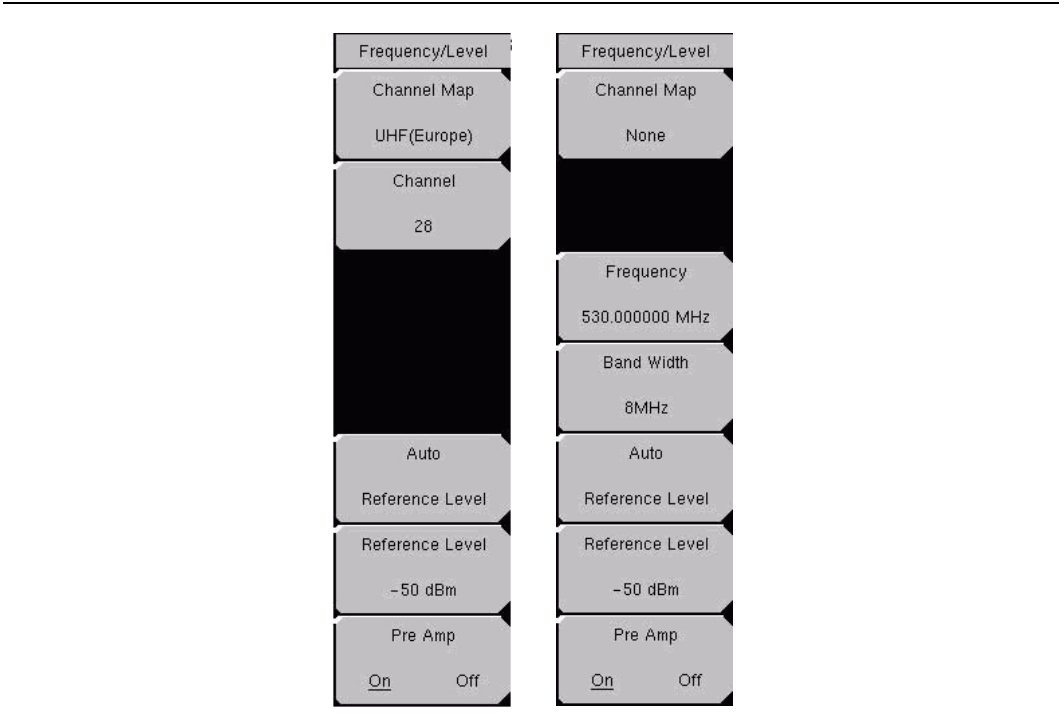 Frequency/Level
Channel Map
UHF(Europe)
Channel
28
Auto
Reference Level
Reference Level
-50 dBm
Pre Amp
On Off
Frequency/Level
Channel Map
None
Frequency
530.000000 MHz
Band Width
8MHz
Auto
Reference Level
Reference Level
-50 dBm
Pre Amp
On Off